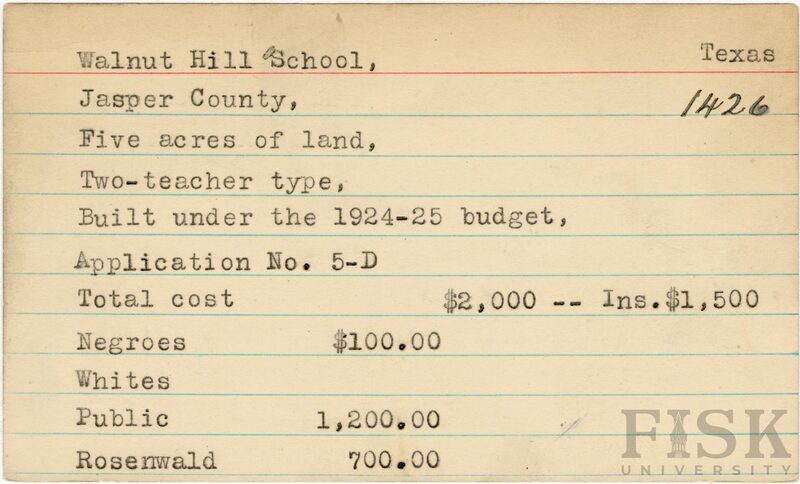 Walnut Hill School, Texas
Jasper County, 1426
Five acres of land,
Two-teacher type,
Built under the 1924-25 budget,
Application No. 5-D
Total cost $2,000 -- Ins.$1,500
Negroes $100.00
Whites
Public 1,200.00
Rosenwald 700.00
FISK
UNIVERSITY